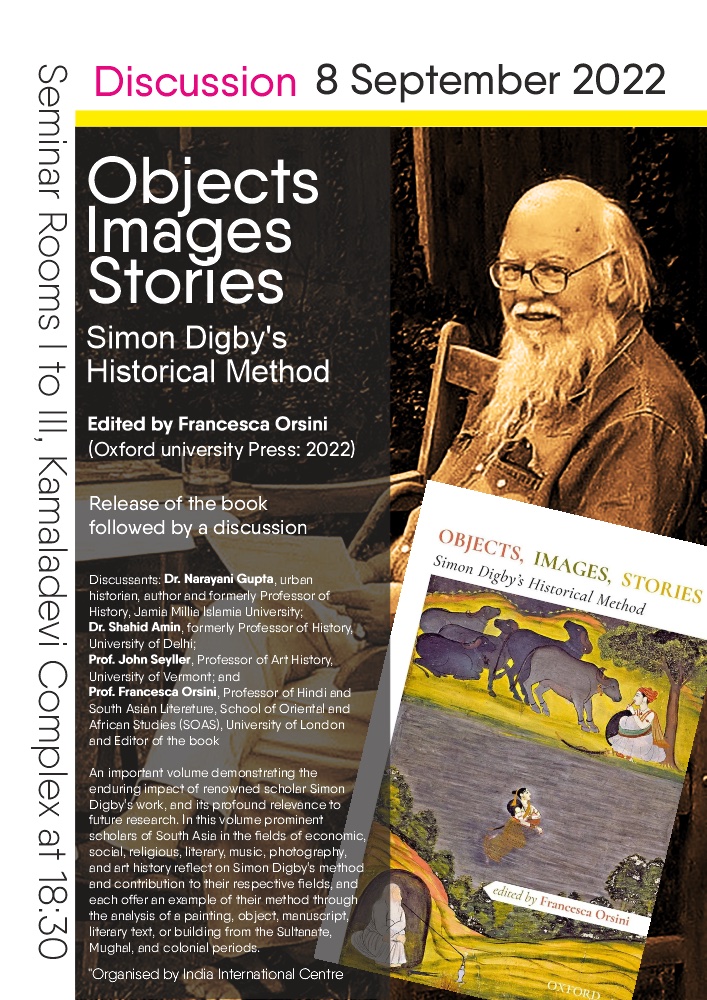 Discussion 8 September 2022
Seminar Rooms I to III, Kamaladevi Complex at 18:30
Objects
Images
Stories
Simon Digby's
Historical Method
Edited by Francesca Orsini
(Oxford university Press: 2022)
Release of the book
followed by a discussion
Discussants: Dr. Narayani Gupta, urban
historian, author and formerly Professor of
History, Jamia Millia Islamia University;
Dr. Shahid Amin, formerly Professor of History,
University of Delhi;
Prof. John Seyller, Professor of Art History,
University of Vermont; and
Prof. Francesca Orsini, Professor of Hindi and
South Asian Literature, School of Oriental and
African Studies (SOAS), University of London
and Editor of the book
An important volume demonstrating the
enduring impact of renowned scholar Simon
Digby's work, and its profound relevance to
future research. In this volume prominent
scholars of South Asia in the fields of economic,
social, religious, literary, music, photography,
and art history reflect on Simon Digby's method
and contribution to their respective fields, and
each offer an example of their method through
the analysis of a painting, object, manuscript,
literary text, or building from the Sultanate,
Mughal, and colonial periods.
"Organised by India International Centre
OBJECTS, IMAGES, STORIES
Simon Digby's Historical Method
edited by Francesca Orsini
OXFORD